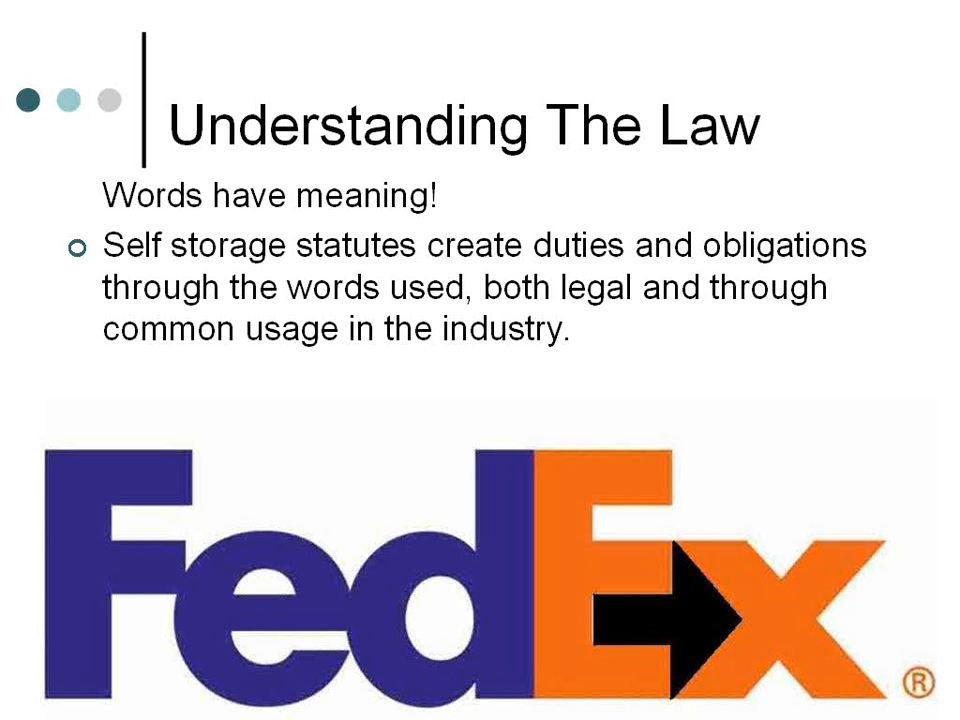 Understanding The Law
Words have meaning!
Self storage statutes create duties and obligations
through the words used, both legal and through
common usage in the industry.
FedEx®